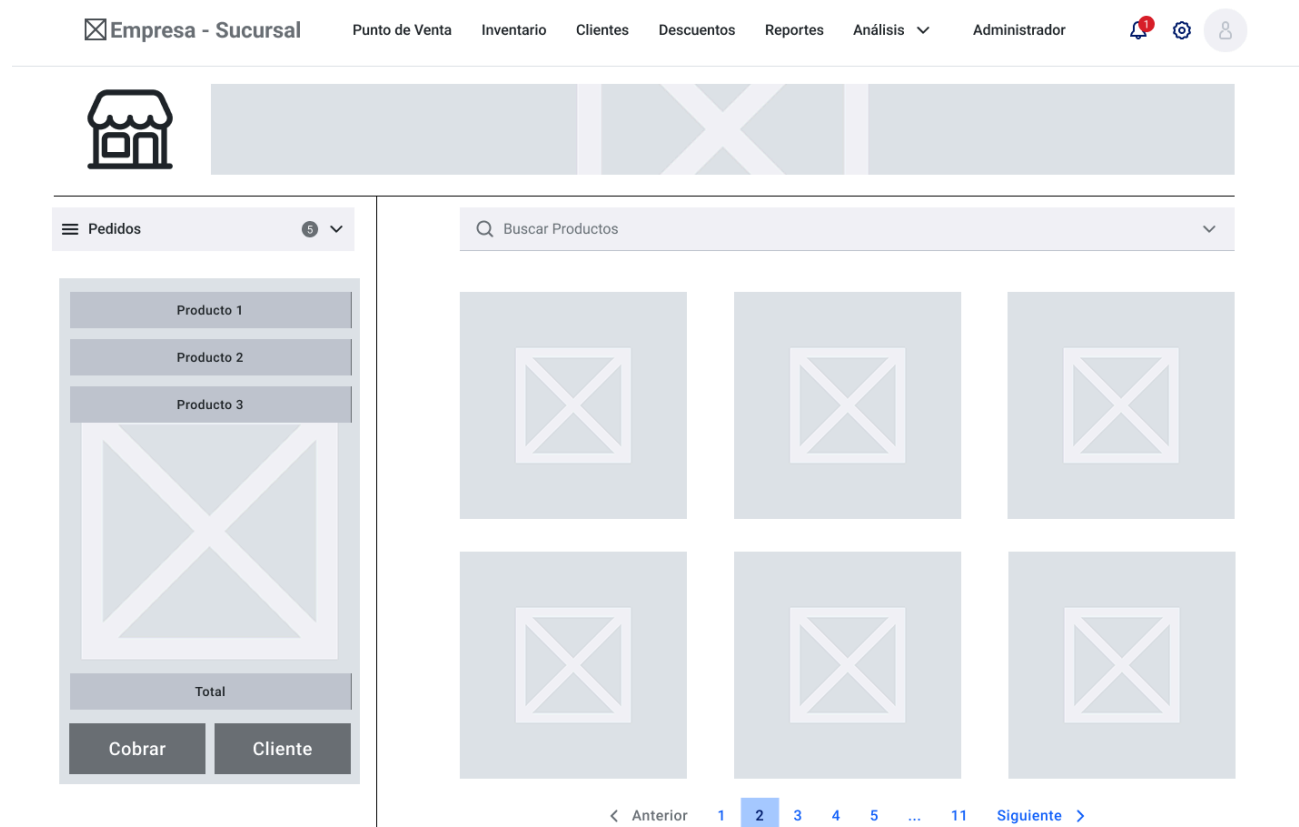 Empresa - Sucursal Punto de Venta Inventario Clientes Descuentos Reportes Análisis Administrador 1
Pedidos 5
Buscar Productos
Producto 1
Producto 2
Producto 3
Total
Cobrar Cliente
Anterior 1 2 3 4 5 ... 11 Siguiente